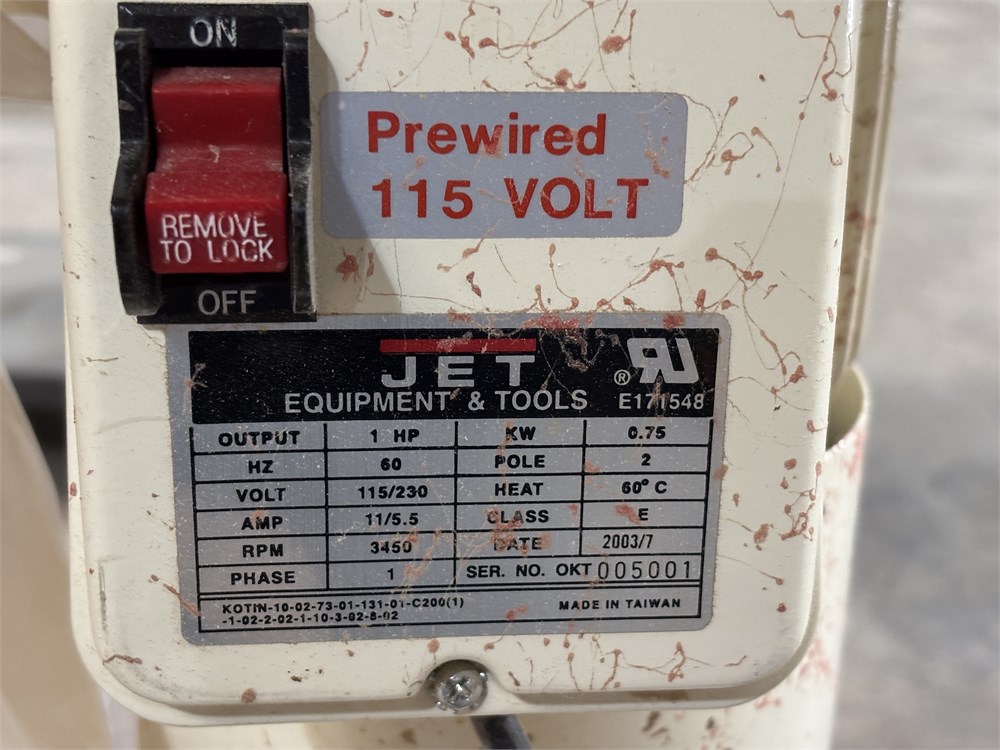 ON
REMOVE
TO LOCK
OFF
Prewired
115 VOLT
JET
EQUIPMENT & TOOLS
® RU
E171548
OUTPUT 1 HP KW 0.75
HZ 60 POLE 2
VOLT 115/230 HEAT 60° C
AMP 11/5.5 CLASS E
RPM 3450 DATE 2003/7
PHASE 1 SER. NO. OKT 005001
KOTIN-10-02-73-01-131-01-C200(1) MADE IN TAIWAN
-1-02-2-02-1-10-3-02-8-02